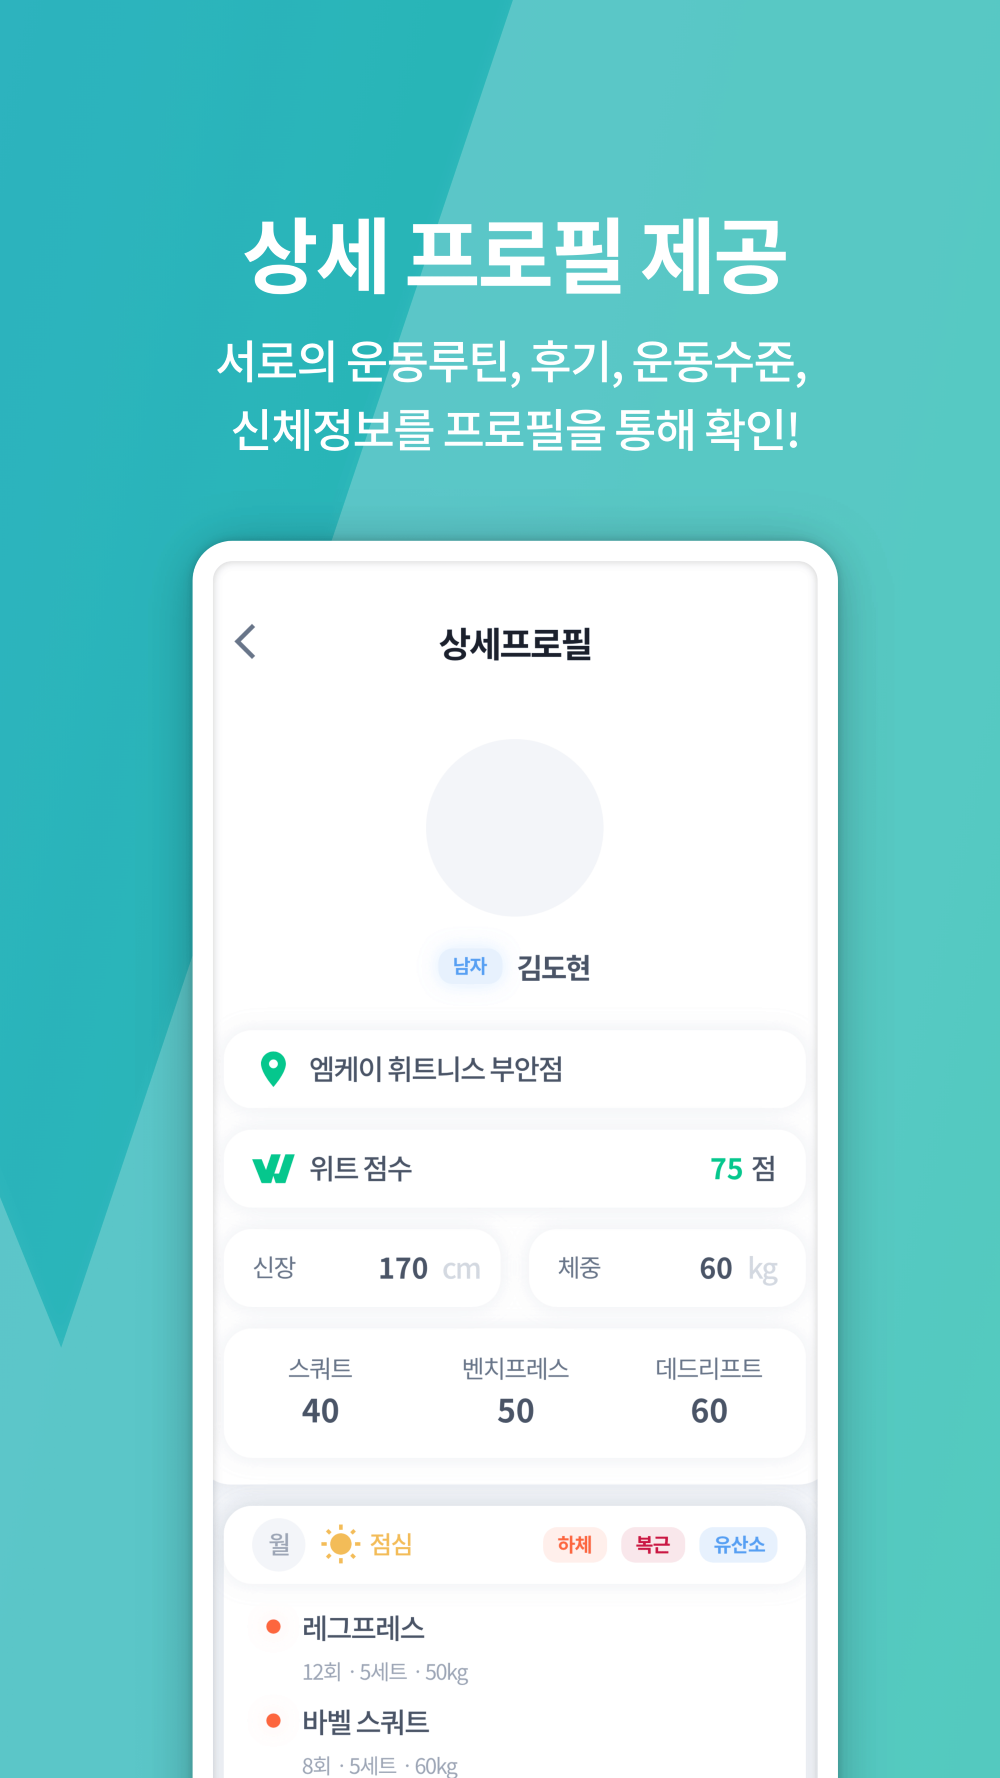 상세 프로필 제공
서로의 운동루틴, 후기, 운동수준,
신체정보를 프로필을 통해 확인!
상세프로필
남자 김도현
엠케이 휘트니스 부안점
위트 점수 75 점
신장 170 cm 체중 60 kg
스쿼트 벤치프레스 데드리프트
40 50 60
월 점심 하체 복근 유산소
레그프레스
12회 · 5세트 · 50kg
바벨 스쿼트
8회 · 5세트 · 60kg